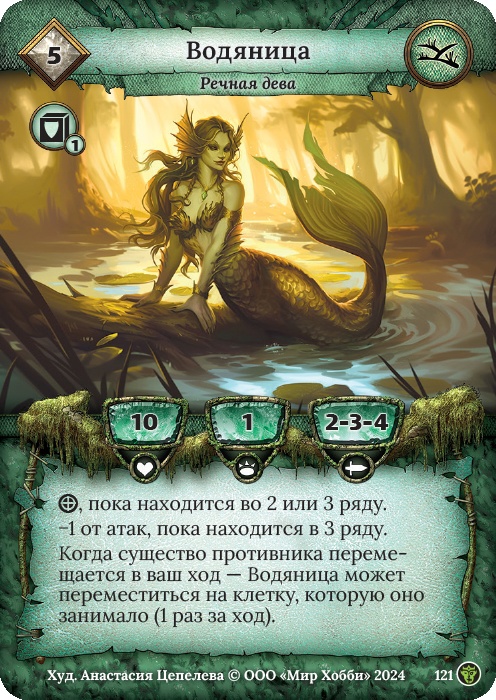 5
Водяница
Речная дева
1
10
1
2-3-4
, пока находится во 2 или 3 ряду.
−1 от атак, пока находится в 3 ряду.
Когда существо противника переме-
щается в ваш ход — Водяница может
переместиться на клетку, которую оно
занимало (1 раз за ход).
Худ. Анастасия Цепелева © ООО «Мир Хобби» 2024
121